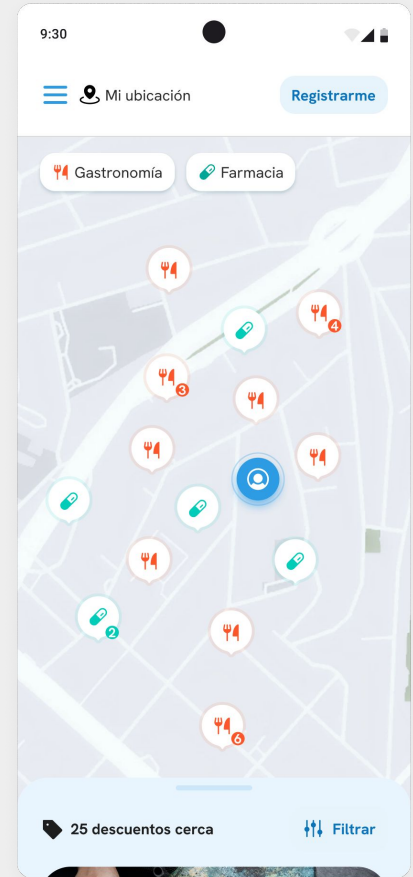 9:30
Mi ubicación
Registrarme
Gastronomía
Farmacia
4
3
2
6
25 descuentos cerca
Filtrar